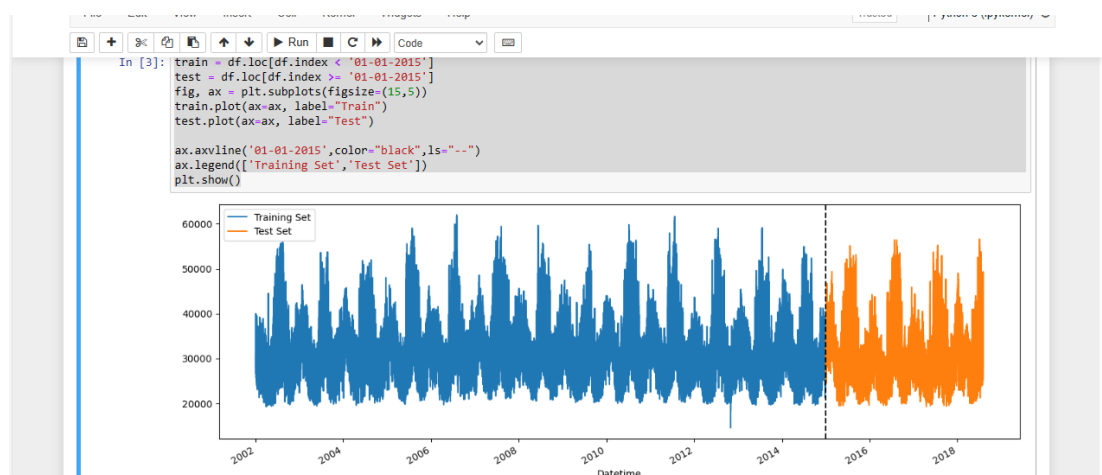 Run
Code
In [3]: train = df.loc[df.index < '01-01-2015']
test = df.loc[df.index >= '01-01-2015']
fig, ax = plt.subplots(figsize=(15,5))
train.plot(ax=ax, label="Train")
test.plot(ax=ax, label="Test")
ax.axvline('01-01-2015',color="black",ls="--")
ax.legend(['Training Set','Test Set'])
plt.show()
Training Set
Test Set
60000
50000
40000
30000
20000
2002 2004 2006 2008 2010 2012 2014 2016 2018
Datetime